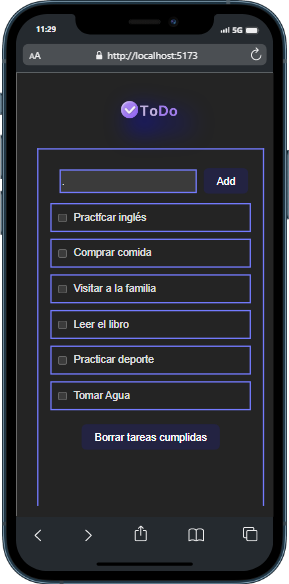 11:29
5G
AA
http://localhost:5173
ToDo
.
Add
Practfcar inglés
Comprar comida
Visitar a la familia
Leer el libro
Practicar deporte
Tomar Agua
Borrar tareas cumplidas